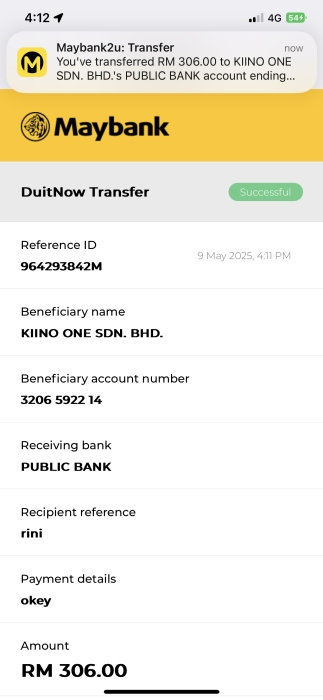 4:12
4G
54
Maybank2u: Transfer
now
You've transferred RM 306.00 to KIINO ONE
SDN. BHD.'s PUBLIC BANK account ending...
Maybank
DuitNow Transfer
Successful
Reference ID
9 May 2025, 4:11 PM
964293842M
Beneficiary name
KIINO ONE SDN. BHD.
Beneficiary account number
3206 5922 14
Receiving bank
PUBLIC BANK
Recipient reference
rini
Payment details
okey
Amount
RM 306.00